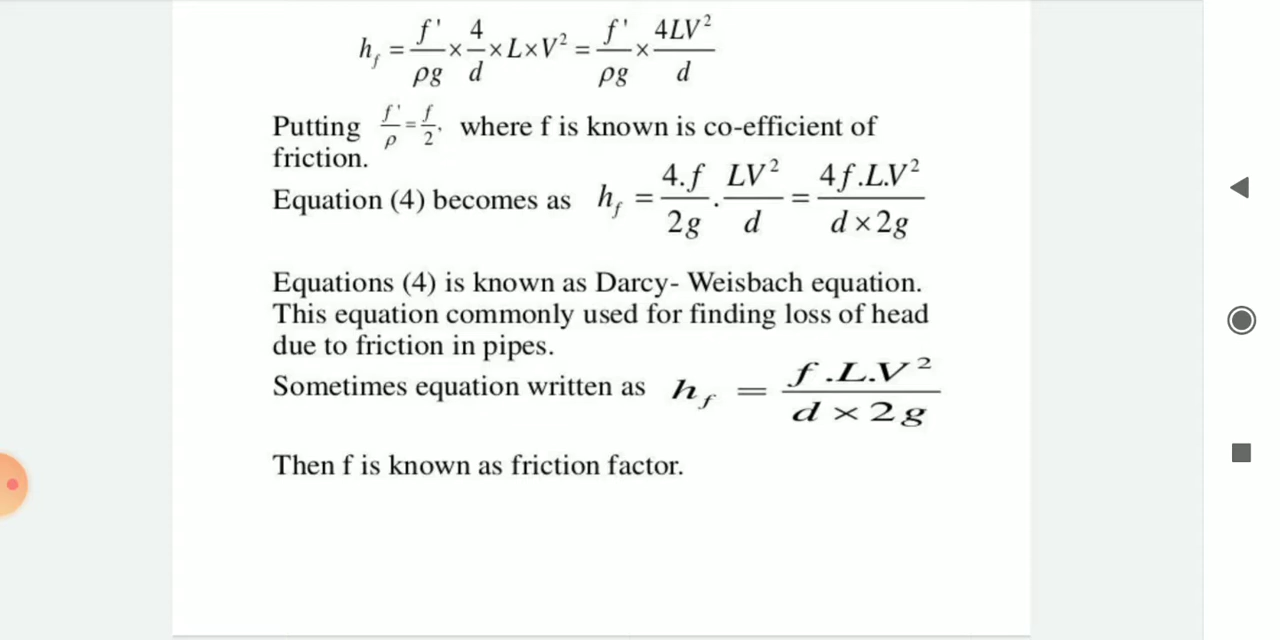 h_f = f'/ρg × 4/d × L × V² = f'/ρg × 4LV²/d
Putting f'/ρ = f/2, where f is known is co-efficient of
friction.
Equation (4) becomes as h_f = 4.f/2g . LV²/d = 4f.L.V²/d × 2g
Equations (4) is known as Darcy- Weisbach equation.
This equation commonly used for finding loss of head
due to friction in pipes.
Sometimes equation written as h_f = f.L.V²/d × 2g
Then f is known as friction factor.